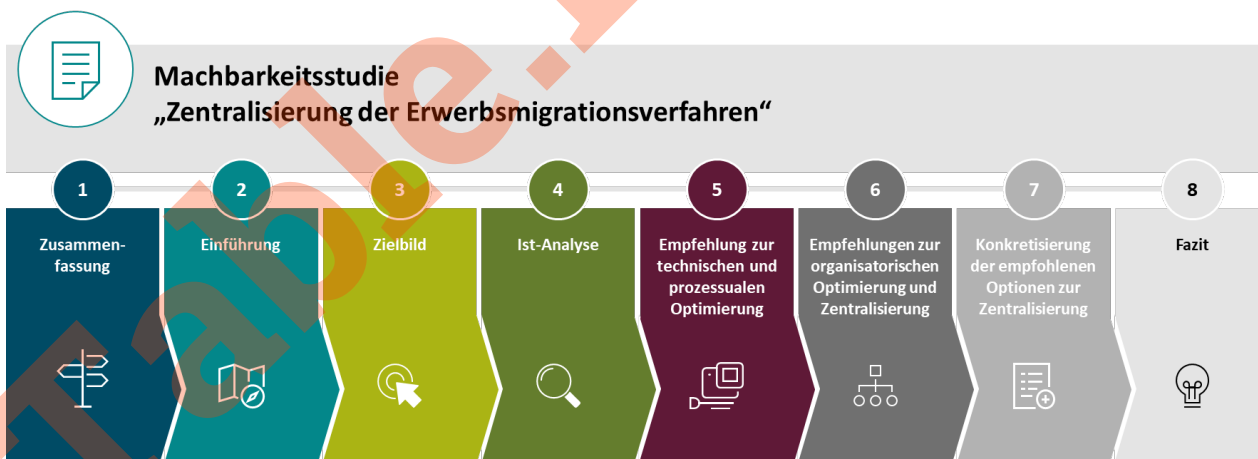 Machbarkeitsstudie
„Zentralisierung der Erwerbsmigrationsverfahren“
1
2
3
4
5
6
7
8
Zusammen-
fassung
Einführung
Zielbild
Ist-Analyse
Empfehlung zur
technischen und
prozessualen
Optimierung
Empfehlungen zur
organisatorischen
Optimierung und
Zentralisierung
Konkretisierung
der empfohlenen
Optionen zur
Zentralisierung
Fazit
Table.